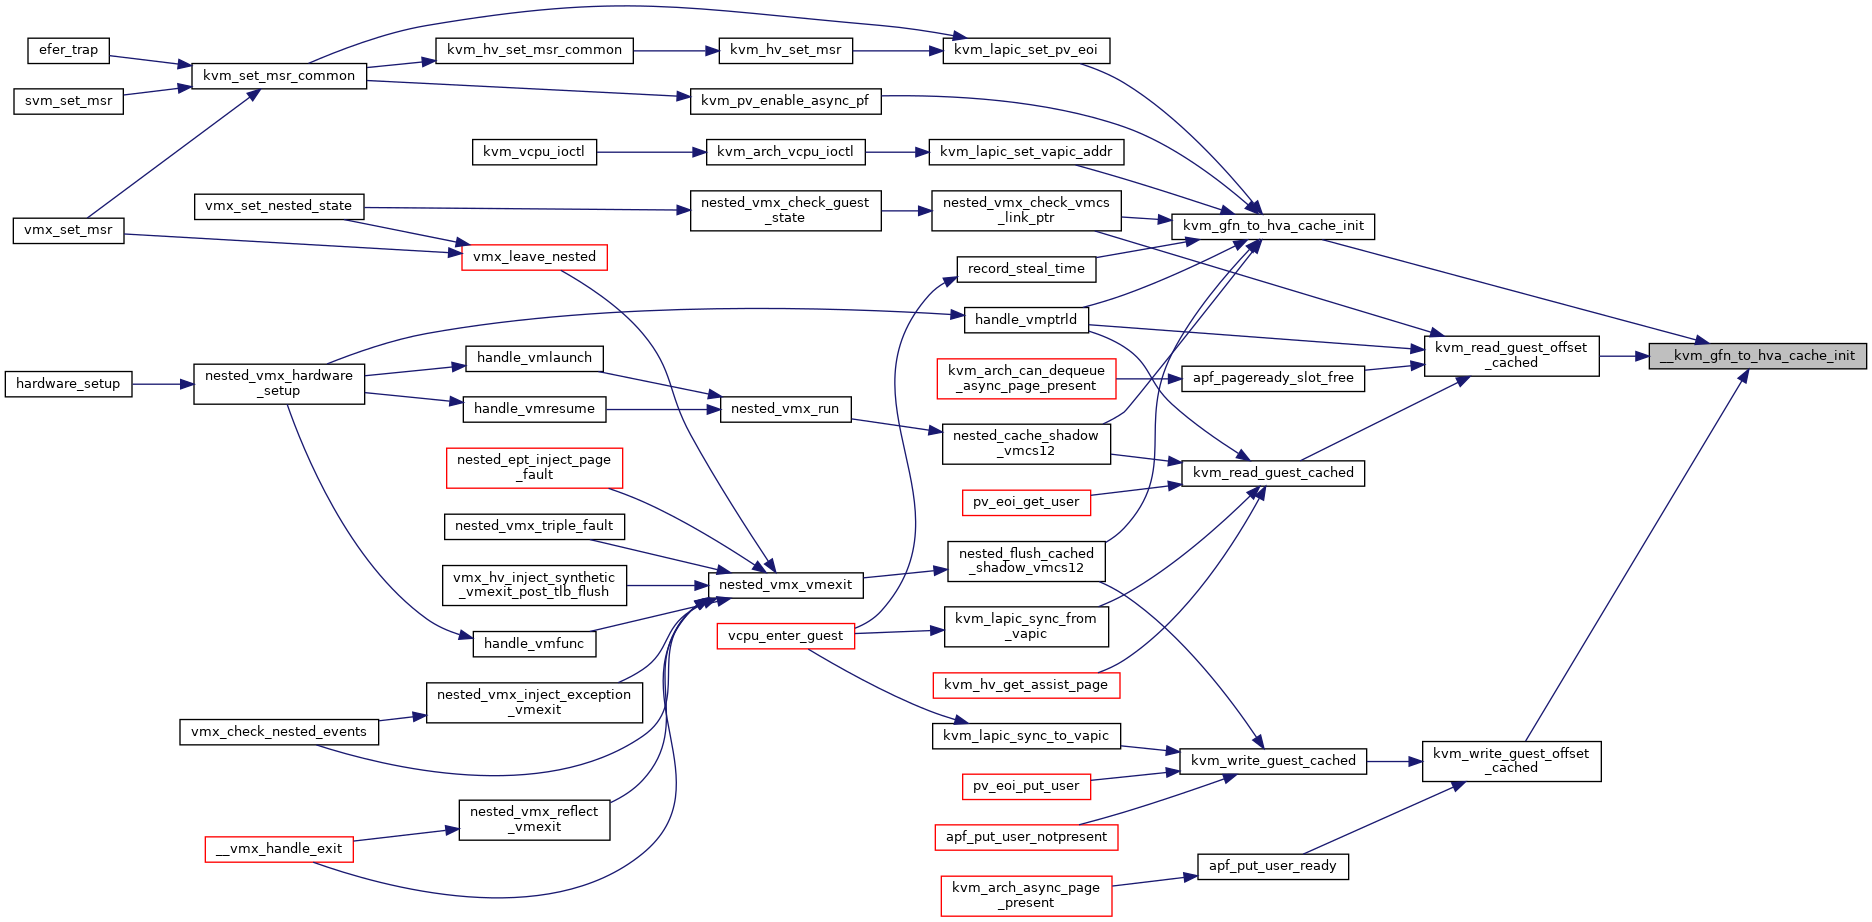 efer_trap
svm_set_msr
vmx_set_msr
hardware_setup
kvm_set_msr_common
vmx_set_nested_state
nested_vmx_hardware
_setup
vmx_check_nested_events
__vmx_handle_exit
kvm_hv_set_msr_common
kvm_vcpu_ioctl
vmx_leave_nested
handle_vmlaunch
handle_vmresume
nested_ept_inject_page
_fault
nested_vmx_triple_fault
vmx_hv_inject_synthetic
_vmexit_post_tlb_flush
handle_vmfunc
nested_vmx_inject_exception
_vmexit
nested_vmx_reflect
_vmexit
kvm_hv_set_msr
kvm_pv_enable_async_pf
kvm_arch_vcpu_ioctl
nested_vmx_check_guest
_state
nested_vmx_run
nested_vmx_vmexit
vcpu_enter_guest
kvm_lapic_set_pv_eoi
kvm_lapic_set_vapic_addr
nested_vmx_check_vmcs
_link_ptr
record_steal_time
handle_vmptrld
kvm_arch_can_dequeue
_async_page_present
nested_cache_shadow
_vmcs12
pv_eoi_get_user
nested_flush_cached
_shadow_vmcs12
kvm_lapic_sync_from
_vapic
kvm_hv_get_assist_page
kvm_lapic_sync_to_vapic
pv_eoi_put_user
apf_put_user_notpresent
kvm_arch_async_page
_present
kvm_gfn_to_hva_cache_init
apf_pageready_slot_free
kvm_read_guest_cached
kvm_write_guest_cached
apf_put_user_ready
kvm_read_guest_offset
_cached
kvm_write_guest_offset
_cached
__kvm_gfn_to_hva_cache_init